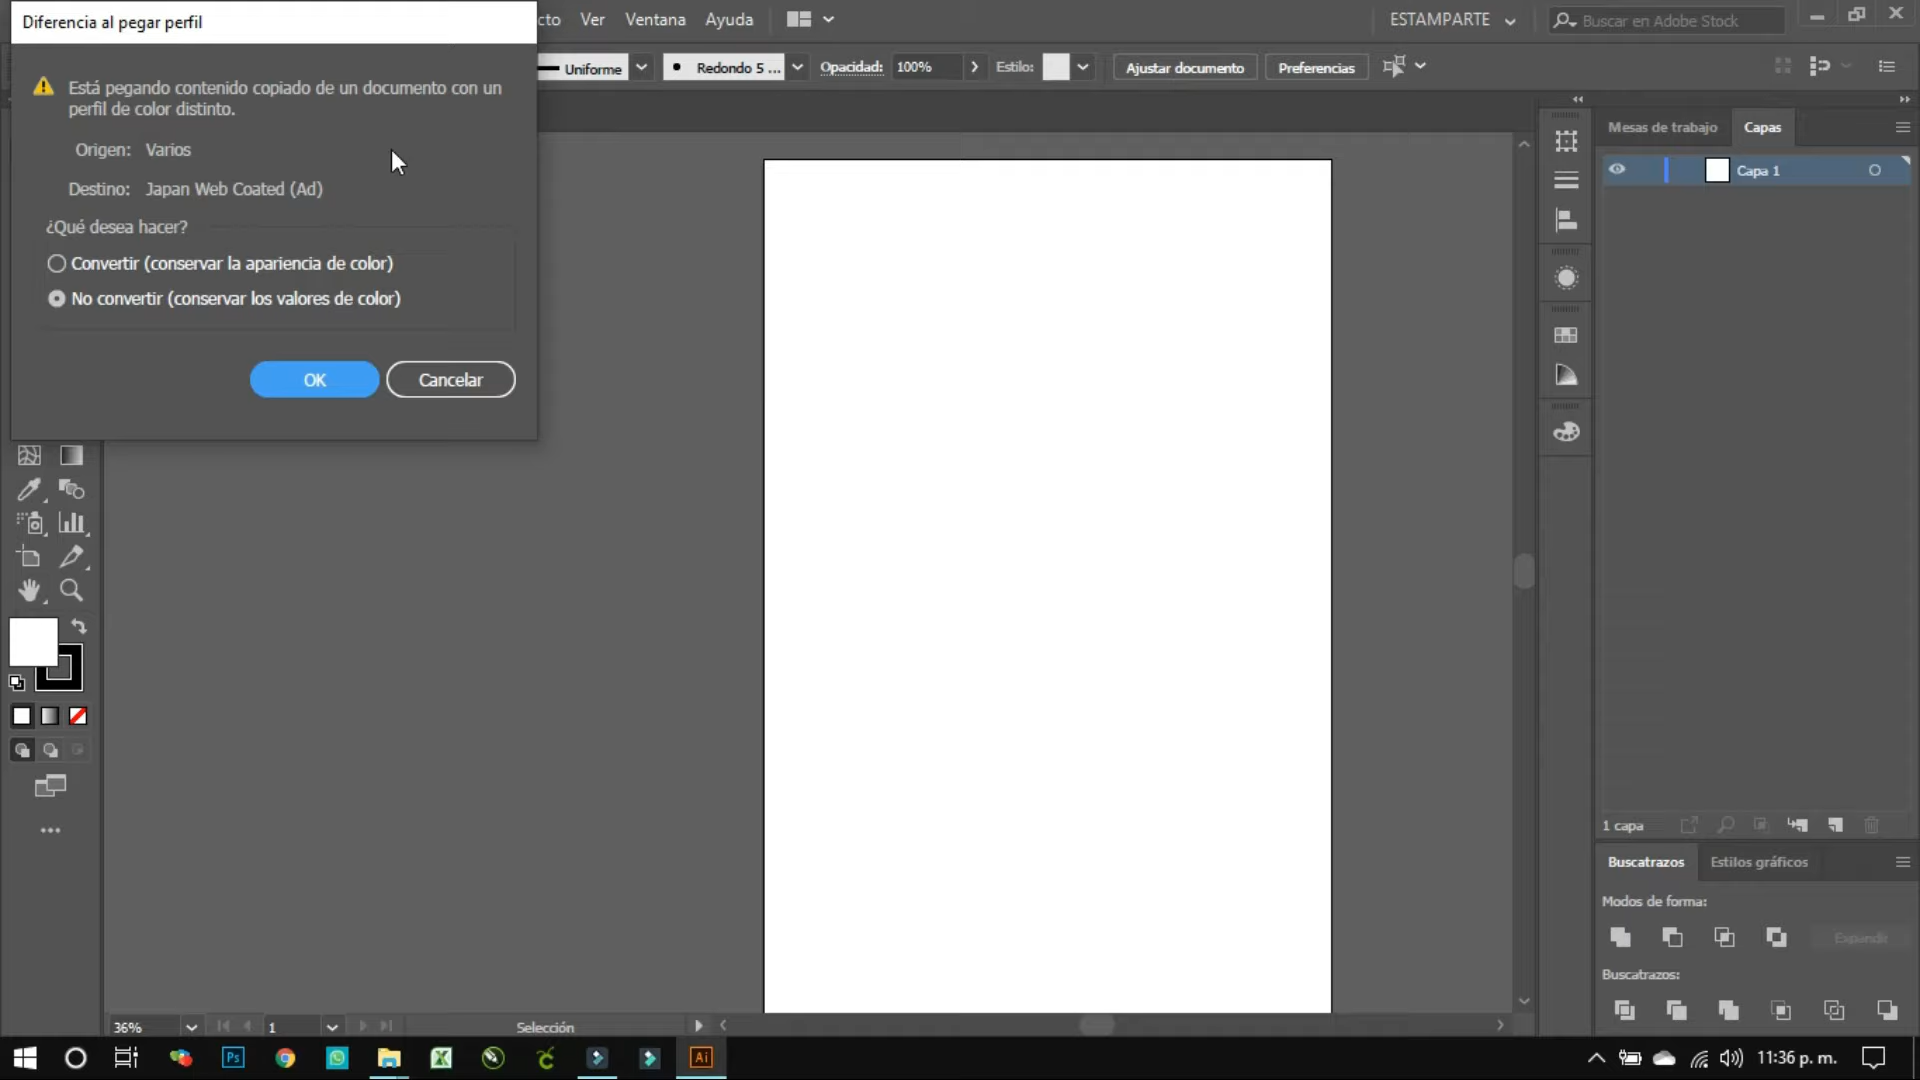 Diferencia al pegar perfil
cto Ver Ventana Ayuda
ESTAMPARTE
Buscar en Adobe Stock
Uniforme
Redondo 5 ...
Opacidad: 100%
Estilo:
Ajustar documento
Preferencias
Está pegando contenido copiado de un documento con un
perfil de color distinto.
Origen: Varios
Destino: Japan Web Coated (Ad)
¿Qué desea hacer?
Convertir (conservar la apariencia de color)
No convertir (conservar los valores de color)
OK
Cancelar
Mesas de trabajo
Capas
Capa 1
1 capa
Buscatrazos
Estilos gráficos
Modos de forma:
Expandir
Buscatrazos:
36%
1
Selección
Ps
Ai
11:36 p. m.